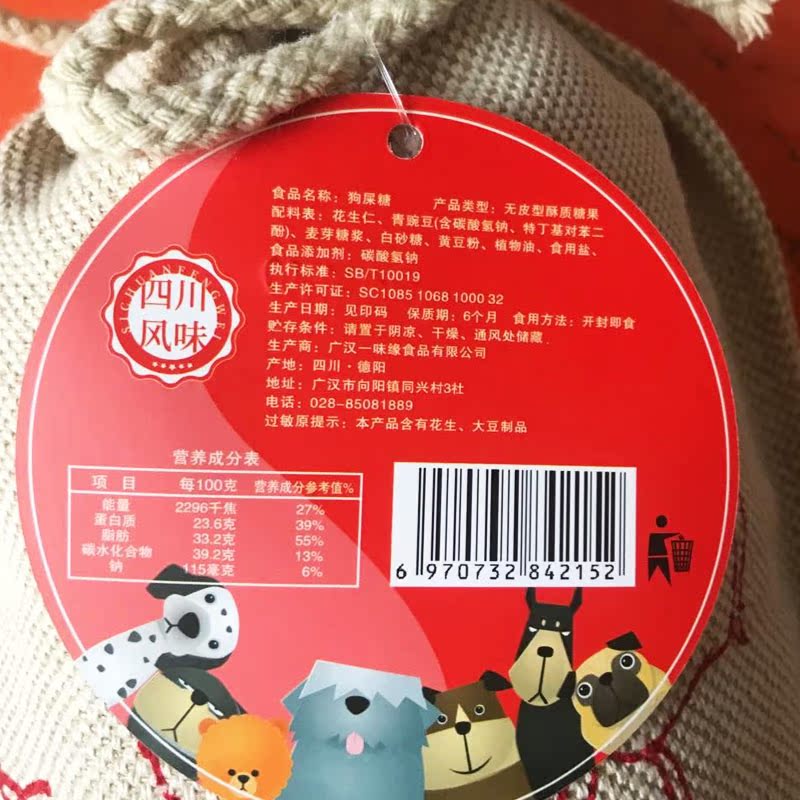 食品名称：狗屎糖 产品类型：无皮型酥质糖果
配料表：花生仁、青豌豆(含碳酸氢钠、特丁基对苯二
酚)、麦芽糖浆、白砂糖、黄豆粉、植物油、食用盐、
食品添加剂：碳酸氢钠
执行标准：SB/T10019
生产许可证：SC1085 1068 1000 32
生产日期：见印码 保质期：6个月 食用方法：开封即食
贮存条件：请置于阴凉、干燥、通风处储藏.
生产商：广汉一味缘食品有限公司
产地：四川·德阳
地址：广汉市向阳镇同兴村3社
电话：028-85081889
过敏原提示：本产品含有花生、大豆制品
SICHUANFENGWEI
四川
风味
营养成分表
项 目 每100克 营养成分参考值%
能量 2296千焦 27%
蛋白质 23.6克 39%
脂肪 33.2克 55%
碳水化合物 39.2克 13%
钠 115毫克 6%
6 970732 842152